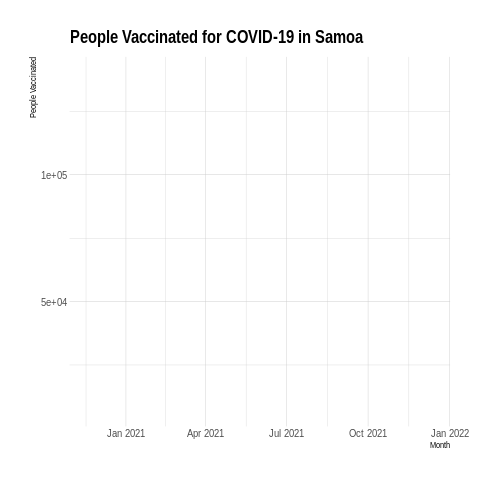 People Vaccinated for COVID-19 in Samoa
People Vaccinated
1e+05
5e+04
Jan 2021 Apr 2021 Jul 2021 Oct 2021 Jan 2022
Month